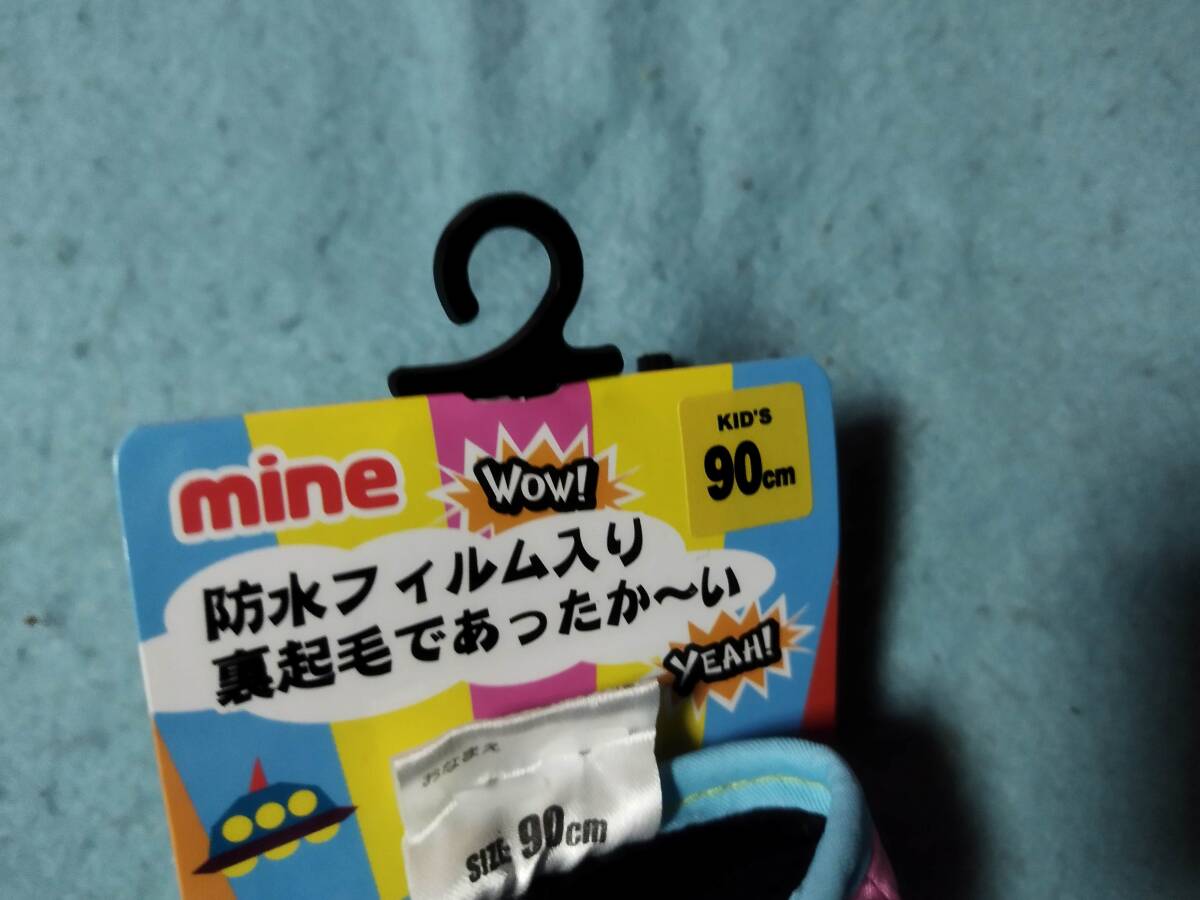 mine
WOW!
KID'S
90cm
防水フィルム入り
裏起毛であったか〜い
YEAH!
おなまえ
SIZE: 90cm